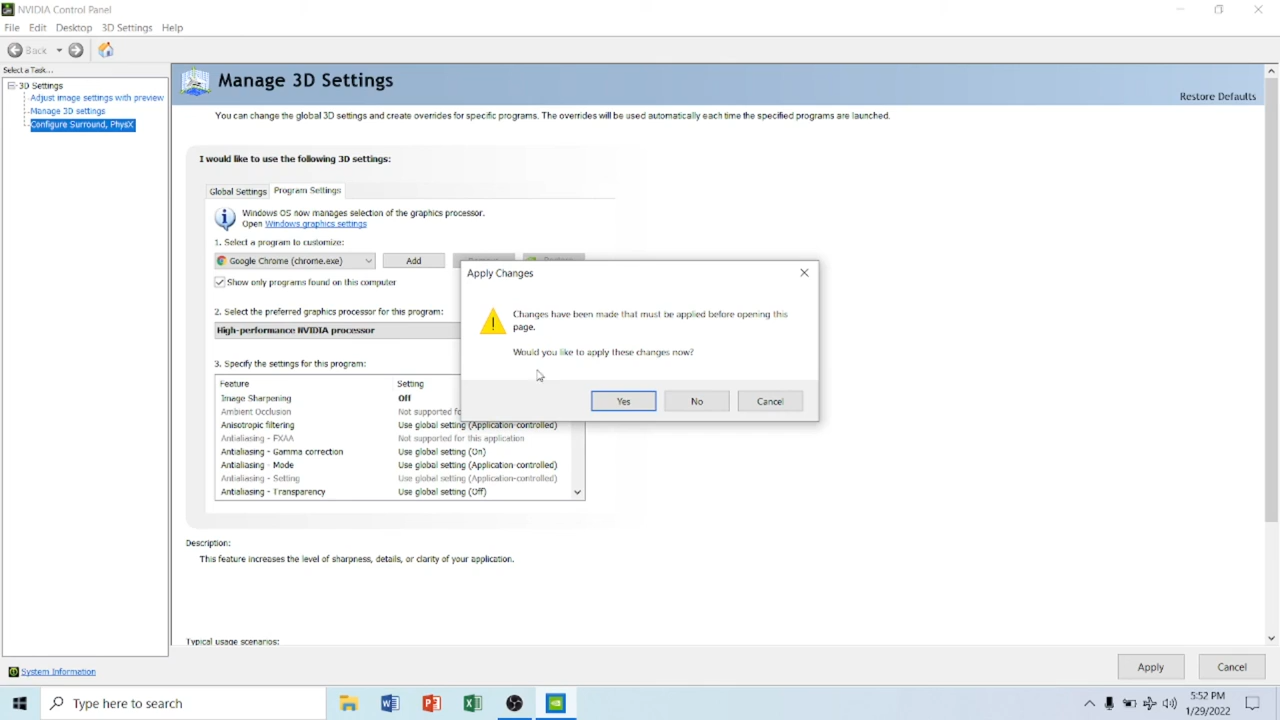 NVIDIA Control Panel
File Edit Desktop 3D Settings Help
Back
Select a Task...
3D Settings
Adjust image settings with preview
Manage 3D settings
Configure Surround, PhysX
System Information
Manage 3D Settings
Restore Defaults
You can change the global 3D settings and create overrides for specific programs. The overrides will be used automatically each time the specified programs are launched.
I would like to use the following 3D settings:
Global Settings Program Settings
Windows OS now manages selection of the graphics processor.
Open Windows graphics settings
1. Select a program to customize:
Google Chrome (chrome.exe) Add
Show only programs found on this computer
2. Select the preferred graphics processor for this program:
High-performance NVIDIA processor
3. Specify the settings for this program:
Feature Setting
Image Sharpening Off
Ambient Occlusion Not supported fo
Anisotropic filtering Use global setting (Application-controlled)
Antialiasing - FXAA Not supported for this application
Antialiasing - Gamma correction Use global setting (On)
Antialiasing - Mode Use global setting (Application-controlled)
Antialiasing - Setting Use global setting (Application-controlled)
Antialiasing - Transparency Use global setting (Off)
Description:
This feature increases the level of sharpness, details, or clarity of your application.
Typical usage scenarios:
Apply Changes
Changes have been made that must be applied before opening this
page.
Would you like to apply these changes now?
Yes No Cancel
Apply Cancel
Type here to search
5:52 PM
1/29/2022